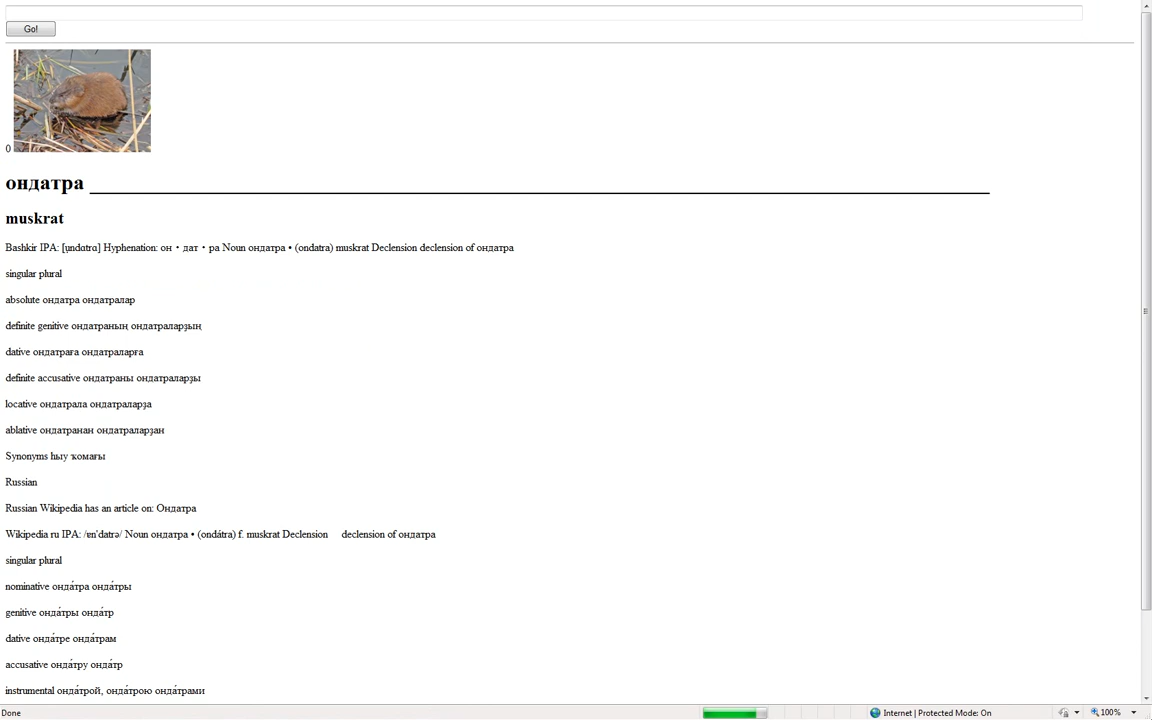 Go!
0
ондатра
muskrat
Bashkir IPA: [ụndɑtrɑ] Hyphenation: он‧дат‧ра Noun ондатра • (ondatra) muskrat Declension declension of ондатра
singular plural
absolute ондатра ондатралар
definite genitive ондатраның ондатраларҙың
dative ондатраға ондатраларға
definite accusative ондатраны ондатраларҙы
locative ондатрала ондатраларҙа
ablative ондатранан ондатраларҙан
Synonyms һыу ҡомағы
Russian
Russian Wikipedia has an article on: Ондатра
Wikipedia ru IPA: /ɐnˈdatrə/ Noun ондатра • (ondátra) f. muskrat Declension declension of ондатра
singular plural
nominative онда́тра онда́тры
genitive онда́тры онда́тр
dative онда́тре онда́трам
accusative онда́тру онда́тр
instrumental онда́трой, онда́трою онда́трами
Done
Internet | Protected Mode: On
100%